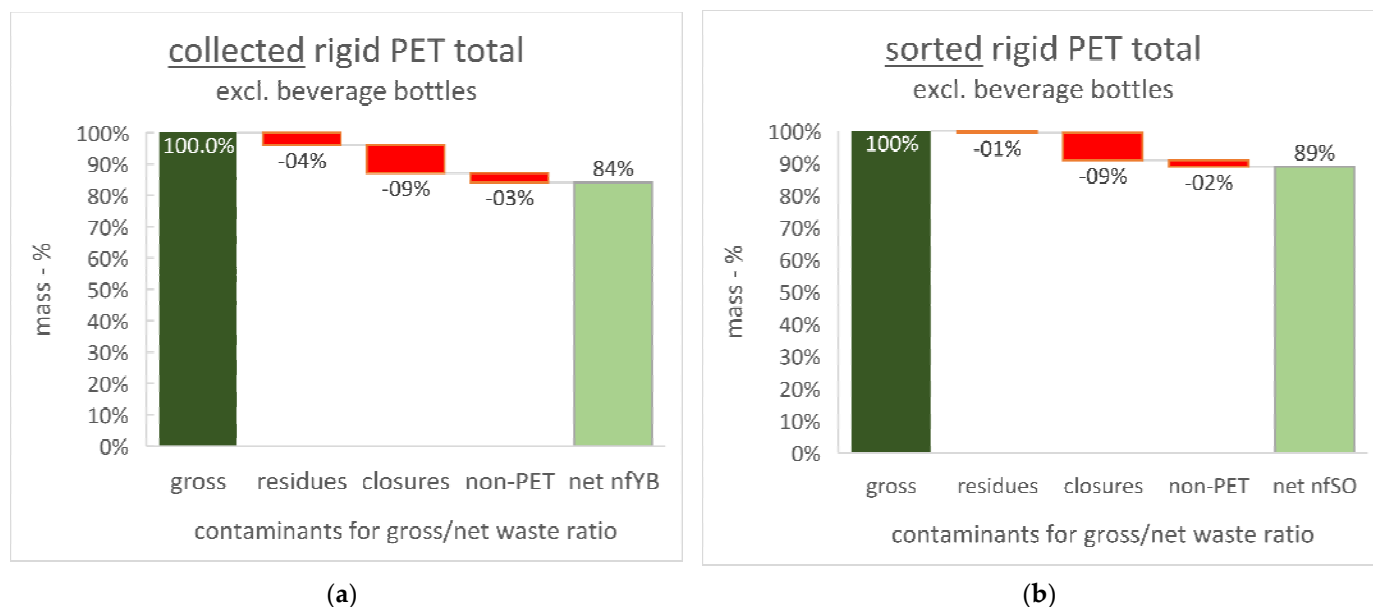 collected rigid PET total
excl. beverage bottles
100%
90%
80%
70%
60%
50%
40%
30%
20%
10%
0%
mass - %
100.0%
-04%
-09%
-03%
84%
gross residues closures non-PET net nfYB
contaminants for gross/net waste ratio
(a)
sorted rigid PET total
excl. beverage bottles
100%
90%
80%
70%
60%
50%
40%
30%
20%
10%
0%
mass - %
100%
-01%
-09%
-02%
89%
gross residues closures non-PET net nfSO
contaminants for gross/net waste ratio
(b)